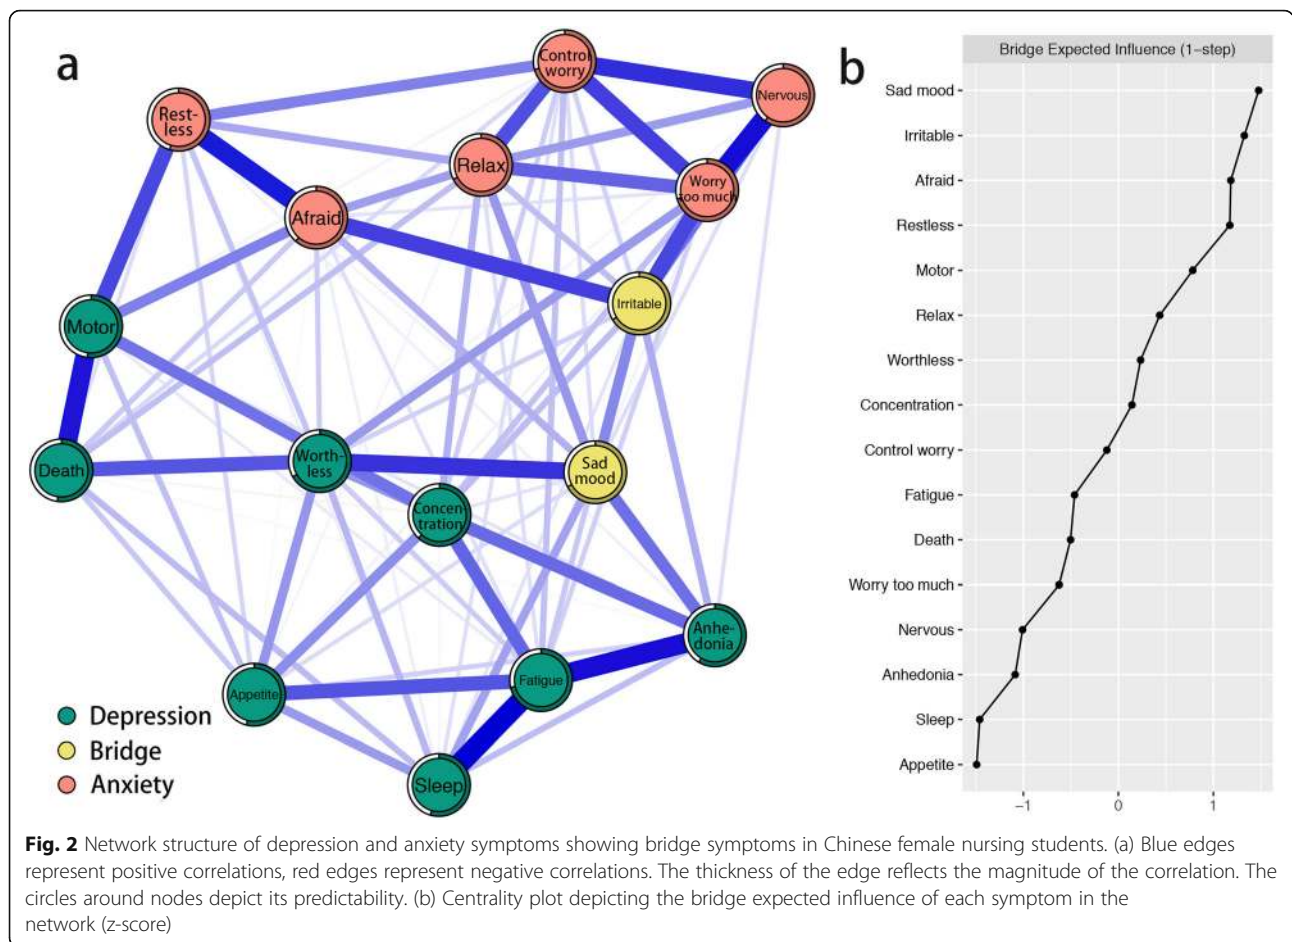 a
Control
worry
Nervous
Rest-
less
Relax
Worry
too much
Afraid
Irritable
Motor
Death
Worth-
less
Sad
mood
Concen-
tration
Anhe-
donia
Appetite
Fatigue
Sleep
Depression
Bridge
Anxiety
b
Bridge Expected Influence (1−step)
Sad mood
Irritable
Afraid
Restless
Motor
Relax
Worthless
Concentration
Control worry
Fatigue
Death
Worry too much
Nervous
Anhedonia
Sleep
Appetite
−1 0 1
Fig. 2 Network structure of depression and anxiety symptoms showing bridge symptoms in Chinese female nursing students. (a) Blue edges
represent positive correlations, red edges represent negative correlations. The thickness of the edge reflects the magnitude of the correlation. The
circles around nodes depict its predictability. (b) Centrality plot depicting the bridge expected influence of each symptom in the
network (z-score)